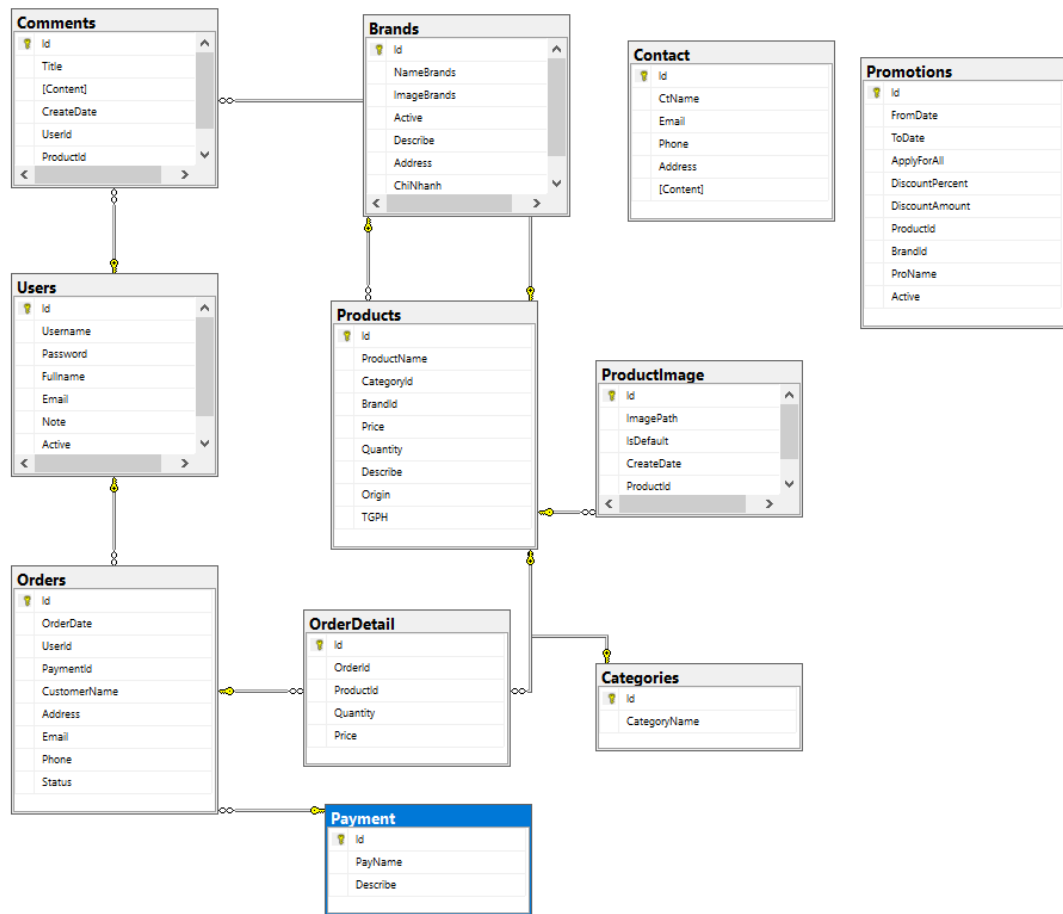 Comments
Id
Title
[Content]
CreateDate
UserId
ProductId
Brands
Id
NameBrands
ImageBrands
Active
Describe
Address
ChiNhanh
Contact
Id
CtName
Email
Phone
Address
[Content]
Promotions
Id
FromDate
ToDate
ApplyForAll
DiscountPercent
DiscountAmount
ProductId
BrandId
ProName
Active
Users
Id
Username
Password
Fullname
Email
Note
Active
Products
Id
ProductName
CategoryId
BrandId
Price
Quantity
Describe
Origin
TGPH
ProductImage
Id
ImagePath
IsDefault
CreateDate
ProductId
Orders
Id
OrderDate
UserId
PaymentId
CustomerName
Address
Email
Phone
Status
OrderDetail
Id
OrderId
ProductId
Quantity
Price
Categories
Id
CategoryName
Payment
Id
PayName
Describe